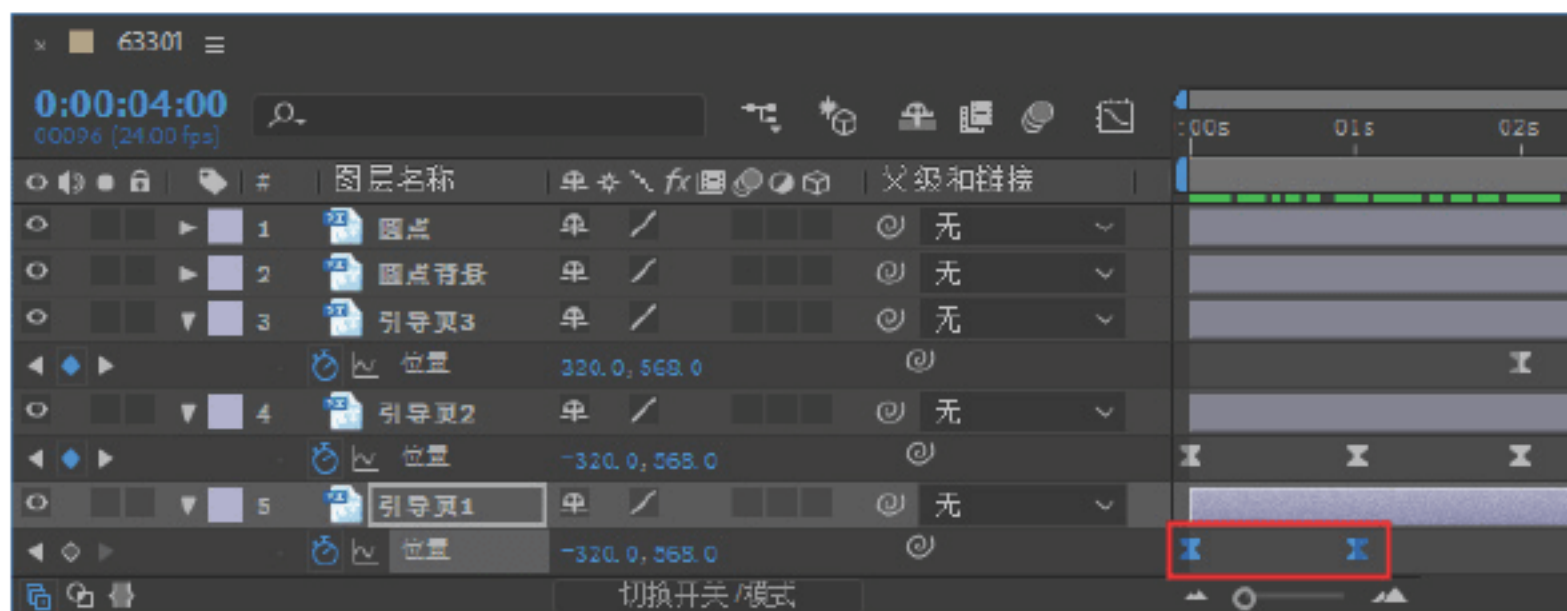 63301
0:00:04:00
00096 (24.00 fps)
:00s 01s 02s
# 图层名称 fx 父级和链接
1 圆点 无
2 圆点背景 无
3 引导页3 无
位置 320.0,568.0
4 引导页2 无
位置 -320.0,568.0
5 引导页1 无
位置 -320.0,568.0
切换开关/模式